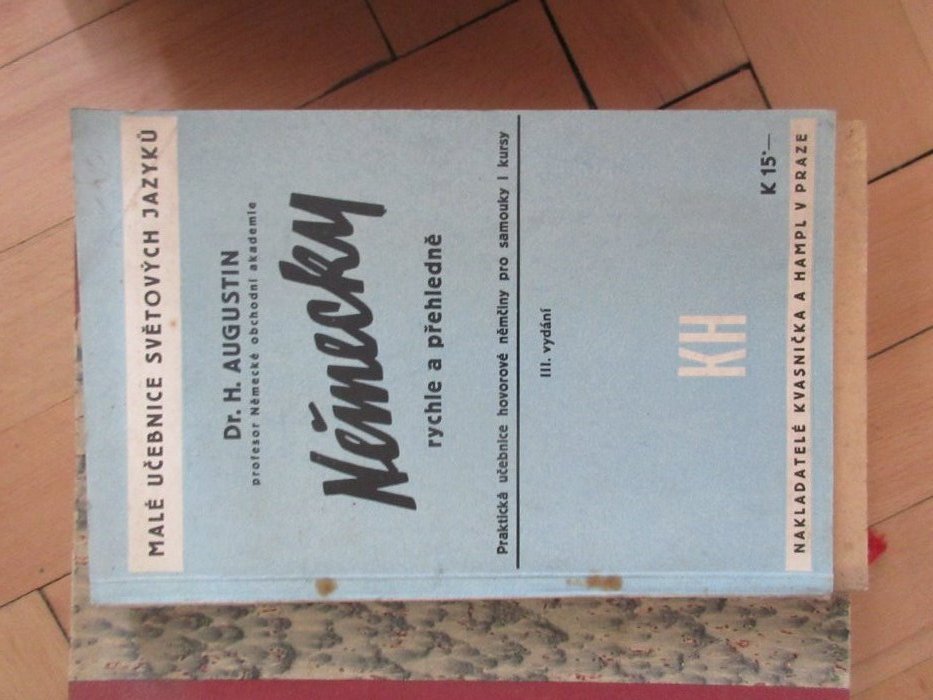 MALÉ UČEBNICE SVĚTOVÝCH JAZYKŮ
Dr. H. AUGUSTIN
profesor Německé obchodní akademie
Německy
rychle a přehledně
Praktická učebnice hovorové němčiny pro samouky i kursy
III. vydání
KH
K 15·—
NAKLADATELÉ KVASNIČKA A HAMPL V PRAZE